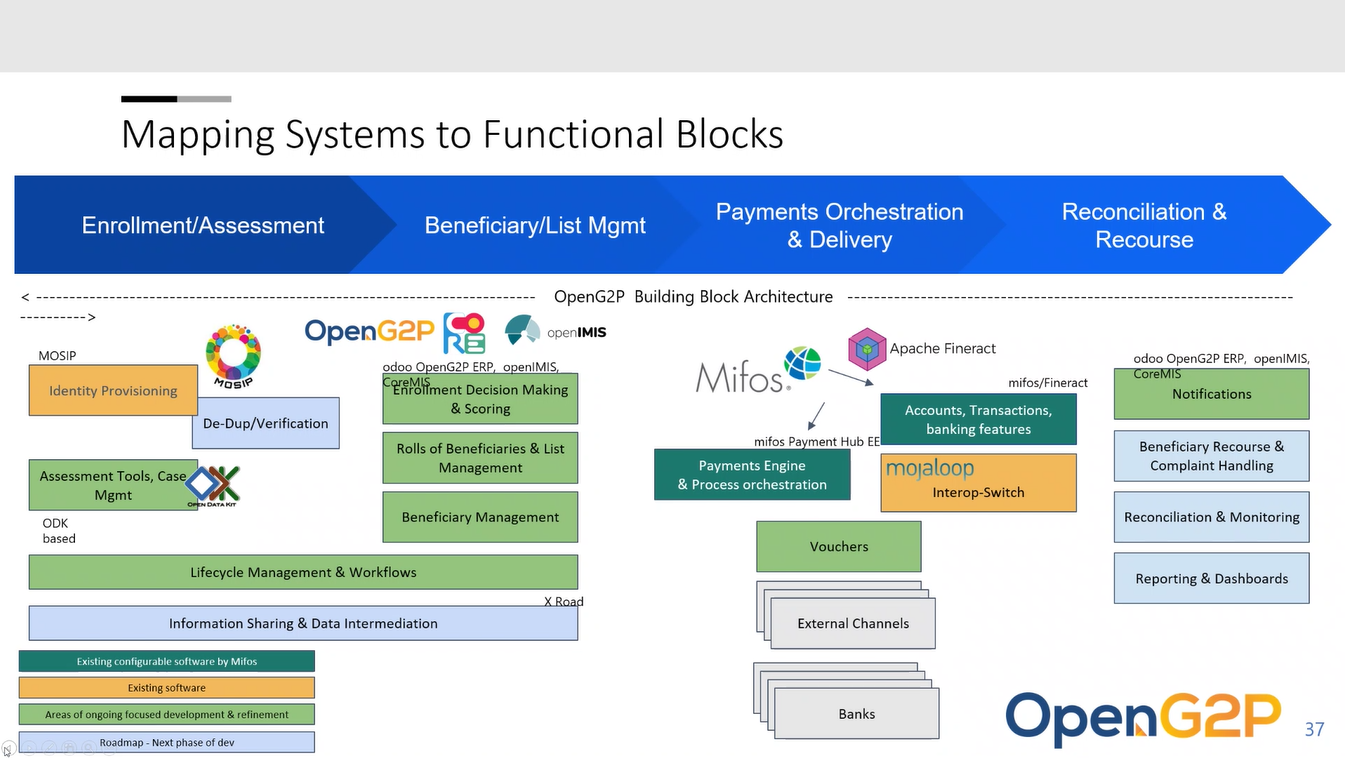 Mapping Systems to Functional Blocks
Enrollment/Assessment
Beneficiary/List Mgmt
Payments Orchestration
& Delivery
Reconciliation &
Recourse
< ---------------------------------------------------------------------------- OpenG2P Building Block Architecture --------------------------------------------------------------------
---------->
MOSIP
Identity Provisioning
MOSIP
De-Dup/Verification
Assessment Tools, Case
Mgmt
OPEN DATA KIT
ODK
based
OpenG2P
CORE
openIMIS
odoo OpenG2P ERP, openIMIS,
CoreMIS
Enrollment Decision Making
& Scoring
Rolls of Beneficiaries & List
Management
Beneficiary Management
Lifecycle Management & Workflows
X Road
Information Sharing & Data Intermediation
Mifos®
Apache Fineract
mifos/Fineract
Accounts, Transactions,
banking features
mifos Payment Hub EE
Payments Engine
& Process orchestration
mojaloop
Interop-Switch
Vouchers
External Channels
Banks
odoo OpenG2P ERP, openIMIS,
CoreMIS
Notifications
Beneficiary Recourse &
Complaint Handling
Reconciliation & Monitoring
Reporting & Dashboards
Existing configurable software by Mifos
Existing software
Areas of ongoing focused development & refinement
Roadmap - Next phase of dev
OpenG2P
37